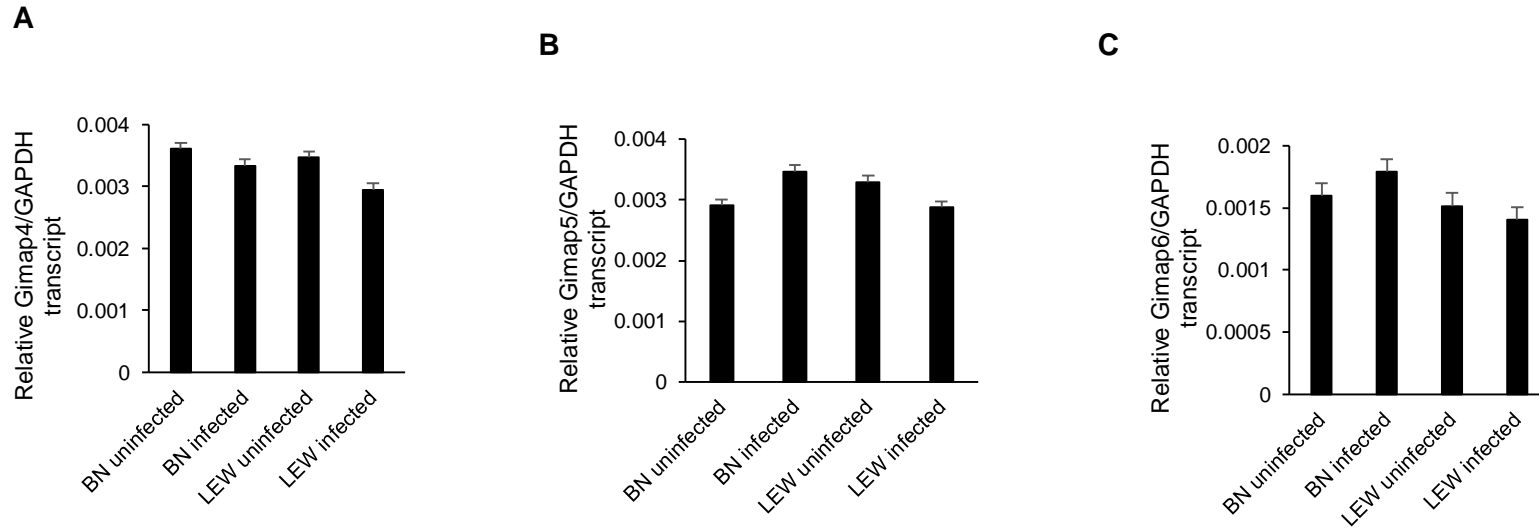 A
Relative Gimap4/GAPDH
transcript
0.004
0.003
0.002
0.001
0
BN uninfected
BN infected
LEW uninfected
LEW infected
B
Relative Gimap5/GAPDH
transcript
0.004
0.003
0.002
0.001
0
BN uninfected
BN infected
LEW uninfected
LEW infected
C
Relative Gimap6/GAPDH
transcript
0.002
0.0015
0.001
0.0005
0
BN uninfected
BN infected
LEW uninfected
LEW infected